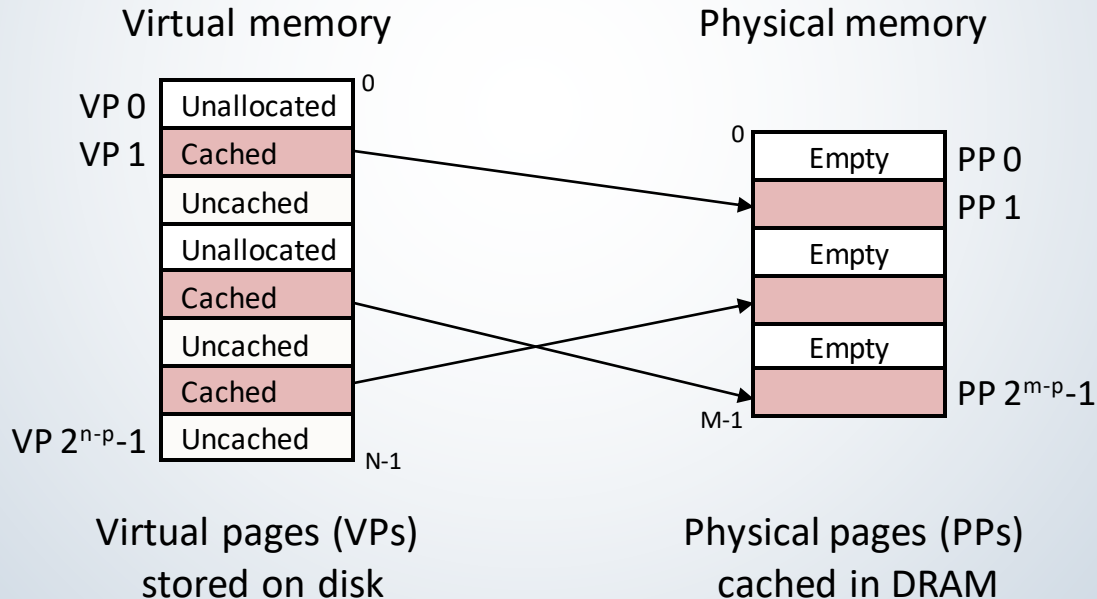 Virtual memory
Physical memory
0
VP 0
Unallocated
VP 1
Cached
Uncached
Unallocated
Cached
Uncached
Cached
VP 2ⁿ⁻ᵖ-1
Uncached
N-1
0
Empty
PP 0
PP 1
Empty
Empty
PP 2ᵐ⁻ᵖ-1
M-1
Virtual pages (VPs)
stored on disk
Physical pages (PPs)
cached in DRAM